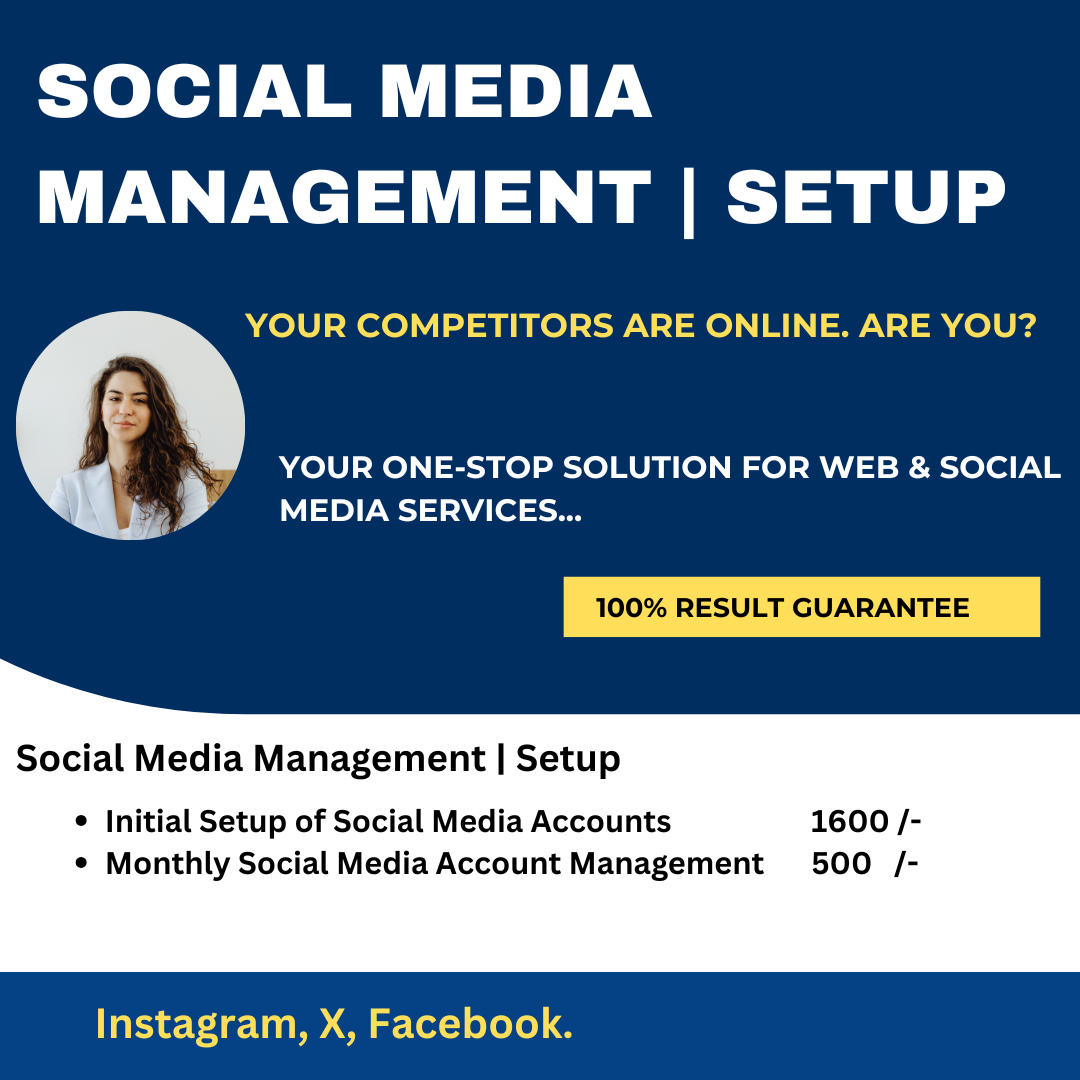 SOCIAL MEDIA
MANAGEMENT | SETUP
YOUR COMPETITORS ARE ONLINE. ARE YOU?
YOUR ONE-STOP SOLUTION FOR WEB & SOCIAL
MEDIA SERVICES...
100% RESULT GUARANTEE
Social Media Management | Setup
• Initial Setup of Social Media Accounts 1600 /-
• Monthly Social Media Account Management 500 /-
Instagram, X, Facebook.